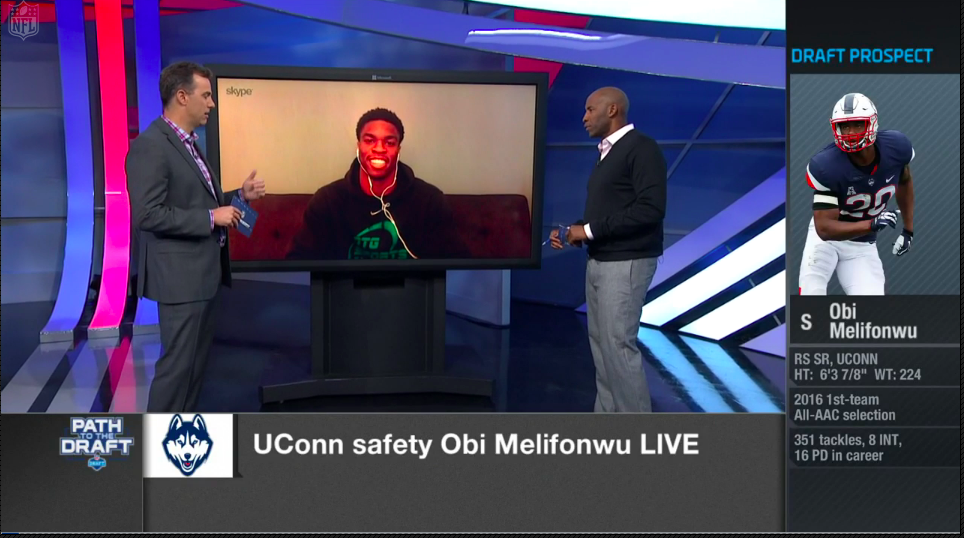 NFL
skype
Microsoft
TG
DRAFT PROSPECT
20
S
Obi
Melifonwu
RS SR, UCONN
HT: 6'3 7/8" WT: 224
2016 1st-team
All-AAC selection
351 tackles, 8 INT,
16 PD in career
PATH
TO THE
DRAFT
UConn safety Obi Melifonwu LIVE